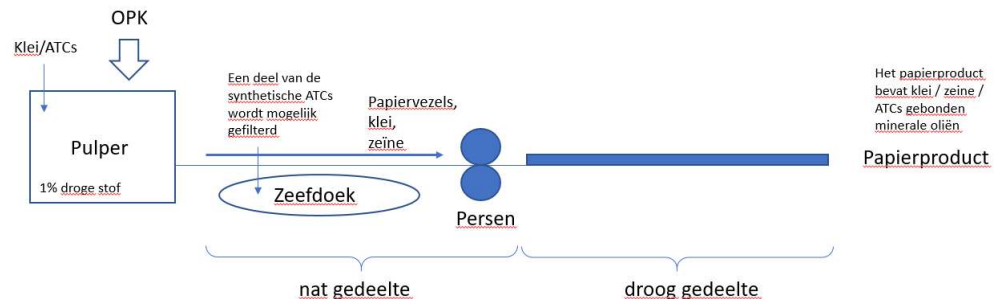 OPK
Klei/ATCs
Pulper
1% droge stof
Een deel van de
synthetische ATCs
wordt mogelijk
gefilterd
Papiervezels,
klei,
zeïne
Zeefdoek
Persen
Het papierproduct
bevat klei / zeine /
ATCs gebonden
minerale oliën
Papierproduct
nat gedeelte
droog gedeelte